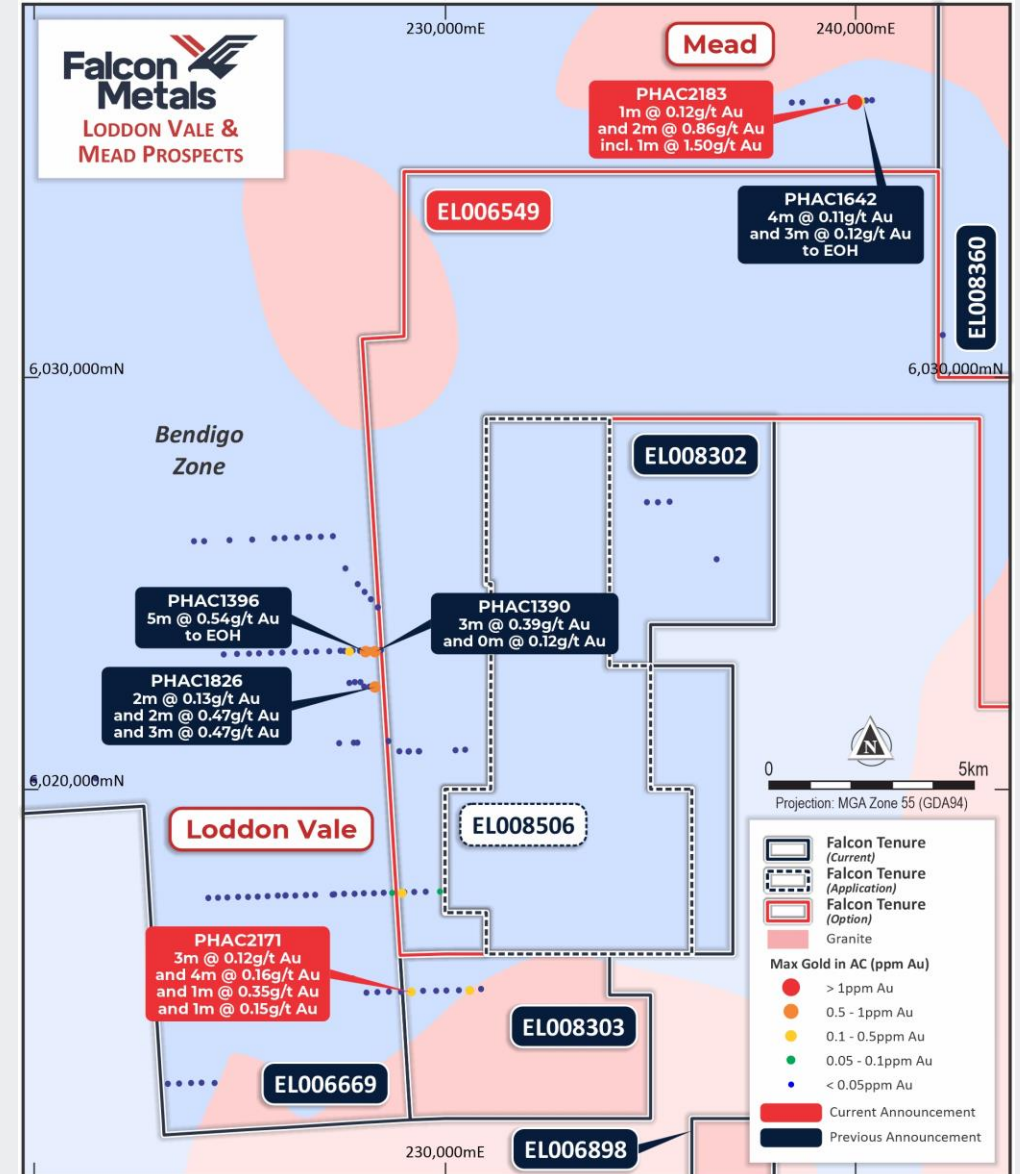 230,000mE
240,000mE
Falcon
Metals
LODDON VALE &
MEAD PROSPECTS
Mead
PHAC2183
1m @ 0.12g/t Au
and 2m @ 0.86g/t Au
incl. 1m @ 1.50g/t Au
EL006549
PHAC1642
4m @ 0.11g/t Au
and 3m @ 0.12g/t Au
to EOH
EL008360
6,030,000mN
6,030,000mN
Bendigo
Zone
EL008302
PHAC1396
5m @ 0.54g/t Au
to EOH
PHAC1390
3m @ 0.39g/t Au
and 0m @ 0.12g/t Au
PHAC1826
2m @ 0.13g/t Au
and 2m @ 0.47g/t Au
and 3m @ 0.47g/t Au
N
6,020,000mN
0 5km
Projection: MGA Zone 55 (GDA94)
Loddon Vale
EL008506
PHAC2171
3m @ 0.12g/t Au
and 4m @ 0.16g/t Au
and 1m @ 0.35g/t Au
and 1m @ 0.15g/t Au
EL008303
EL006669
230,000mE
EL006898
Falcon Tenure
(Current)
Falcon Tenure
(Application)
Falcon Tenure
(Option)
Granite
Max Gold in AC (ppm Au)
> 1ppm Au
0.5 - 1ppm Au
0.1 - 0.5ppm Au
0.05 - 0.1ppm Au
< 0.05ppm Au
Current Announcement
Previous Announcement